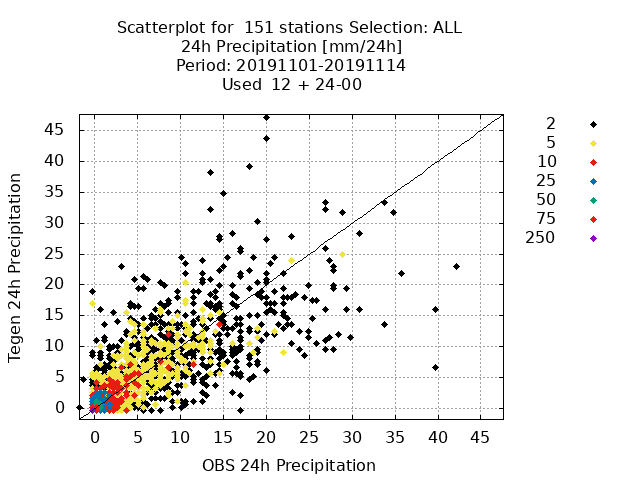 Scatterplot for  151 stations Selection: ALL
24h Precipitation [mm/24h]
Period: 20191101-20191114
Used  12 + 24-00
2
5
10
25
50
75
250
45
40
35
30
25
20
15
10
5
0
Tegen 24h Precipitation
0 5 10 15 20 25 30 35 40 45
OBS 24h Precipitation